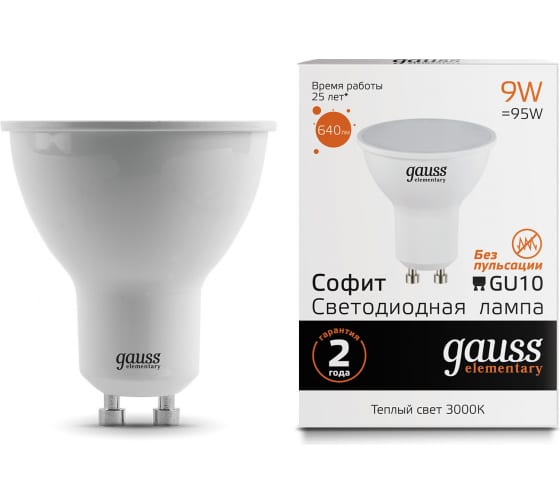 gauss
elementary
Время работы
25 лет*
9W
=95W
640лм
gauss
elementary
Без
пульсации
Софит
GU10
Светодиодная лампа
гарантия
2
года
gauss
elementary
Теплый свет 3000К